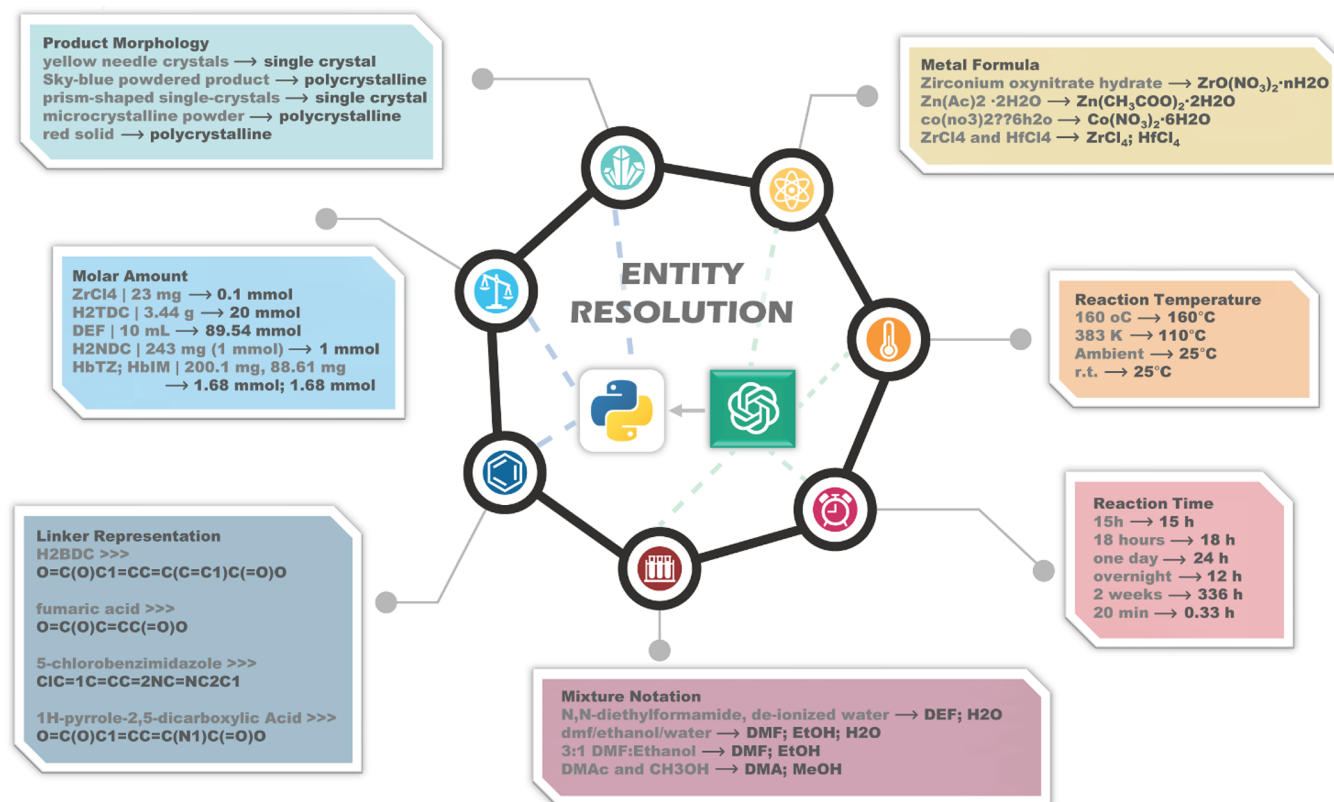 Product Morphology
yellow needle crystals → single crystal
Sky-blue powdered product → polycrystalline
prism-shaped single-crystals → single crystal
microcrystalline powder → polycrystalline
red solid → polycrystalline
Metal Formula
Zirconium oxynitrate hydrate → ZrO(NO₃)₂·nH2O
Zn(Ac)2 ·2H2O → Zn(CH₃COO)₂·2H2O
co(no3)2??6h2o → Co(NO₃)₂·6H2O
ZrCl4 and HfCl4 → ZrCl₄; HfCl₄
ENTITY
RESOLUTION
Molar Amount
ZrCl4 | 23 mg → 0.1 mmol
H2TDC | 3.44 g → 20 mmol
DEF | 10 mL → 89.54 mmol
H2NDC | 243 mg (1 mmol) → 1 mmol
HbTZ; HbIM | 200.1 mg, 88.61 mg
→ 1.68 mmol; 1.68 mmol
Reaction Temperature
160 oC → 160°C
383 K → 110°C
Ambient → 25°C
r.t. → 25°C
Linker Representation
H2BDC >>>
O=C(O)C1=CC=C(C=C1)C(=O)O
fumaric acid >>>
O=C(O)C=CC(=O)O
5-chlorobenzimidazole >>>
ClC=1C=CC=2NC=NC2C1
1H-pyrrole-2,5-dicarboxylic Acid >>>
O=C(O)C1=CC=C(N1)C(=O)O
Reaction Time
15h → 15 h
18 hours → 18 h
one day → 24 h
overnight → 12 h
2 weeks → 336 h
20 min → 0.33 h
Mixture Notation
N,N-diethylformamide, de-ionized water → DEF; H2O
dmf/ethanol/water → DMF; EtOH; H2O
3:1 DMF:Ethanol → DMF; EtOH
DMAc and CH3OH → DMA; MeOH